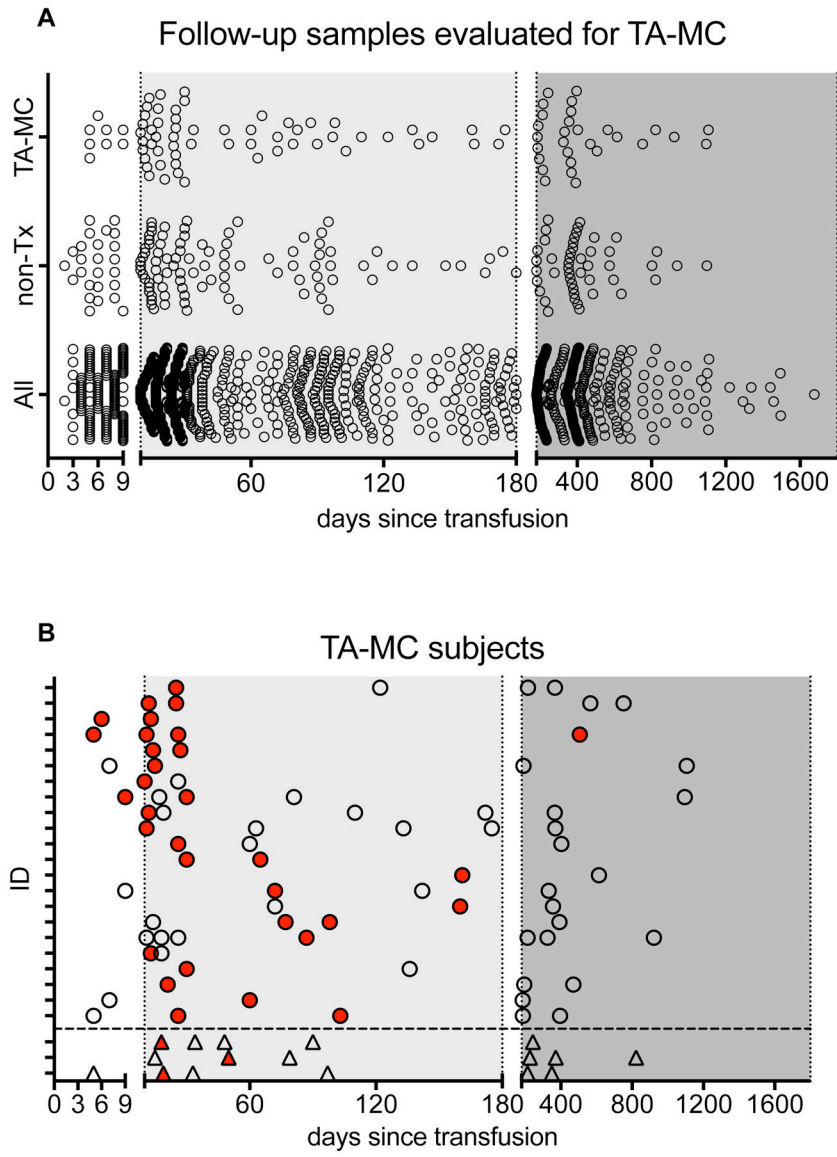 A
Follow-up samples evaluated for TA-MC
TA-MC
non-Tx
All
0 3 6 9 60 120 180 400 800 1200 1600
days since transfusion
B
TA-MC subjects
ID
0 3 6 9 60 120 180 400 800 1200 1600
days since transfusion